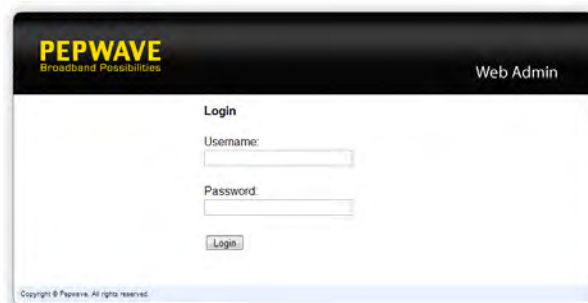 PEPWAVE
Broadband Possibilities
Web Admin
Login
Username:
Password:
Login
Copyright © Pepwave. All rights reserved.